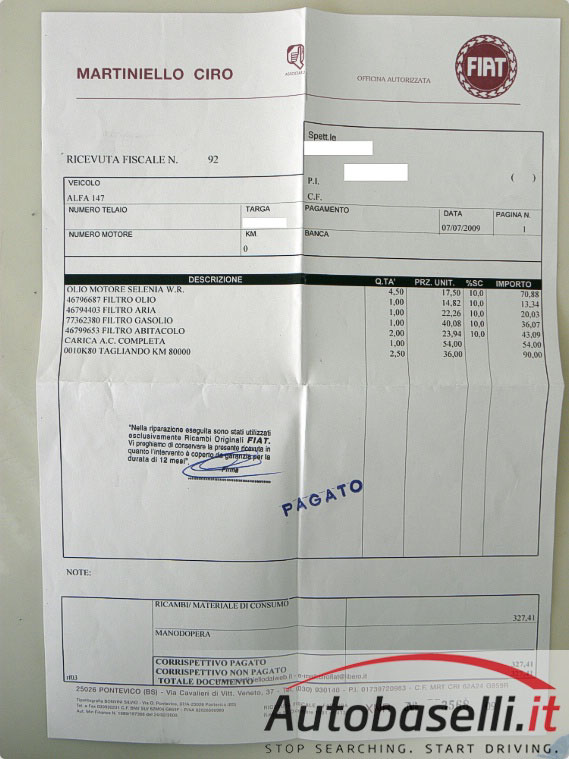 MARTINIELLO CIRO
OFFICINA AUTORIZZATA
FIAT
Spett.le
RICEVUTA FISCALE N. 92
P.I. ( )
VEICOLO
C.F.
ALFA 147
NUMERO TELAIO TARGA PAGAMENTO DATA PAGINA N.
07/07/2009 1
NUMERO MOTORE KM. BANCA
0
DESCRIZIONE Q.TA' PRZ. UNIT. %SC IMPORTO
OLIO MOTORE SELENIA W.R. 4,50 17,50 10,0 70,88
46796687 FILTRO OLIO 1,00 14,82 10,0 13,34
46794403 FILTRO ARIA 1,00 22,26 10,0 20,03
77362380 FILTRO GASOLIO 1,00 40,08 10,0 36,07
46799653 FILTRO ABITACOLO 2,00 23,94 10,0 43,09
CARICA A.C. COMPLETA 1,00 54,00 54,00
0010K80 TAGLIANDO KM 80000 2,50 36,00 90,00
"Nella riparazione eseguita sono stati utilizzati
esclusivamente Ricambi Originali FIAT.
Vi preghiamo di conservare la presente ricevuta in
quanto l'intervento è coperto da garanzia per la
durata di 12 mesi".
Firma
PAGATO
NOTE:
RICAMBI/ MATERIALE DI CONSUMO
327,41
MANODOPERA
CORRISPETTIVO PAGATO 327,41
CORRISPETTIVO NON PAGATO
rf03 TOTALE DOCUMENTO
25026 PONTEVICO (BS) - Via Cavalieri di Vitt. Veneto, 37 - Tel. (030) 930148
Autobaselli.it
STOP SEARCHING. START DRIVING.